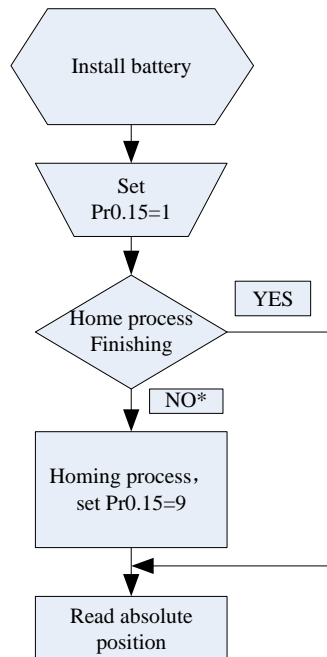 Install battery
Set
Pr0.15=1
Home process
Finishing
YES
NO*
Homing process，
set Pr0.15=9
Read absolute
position